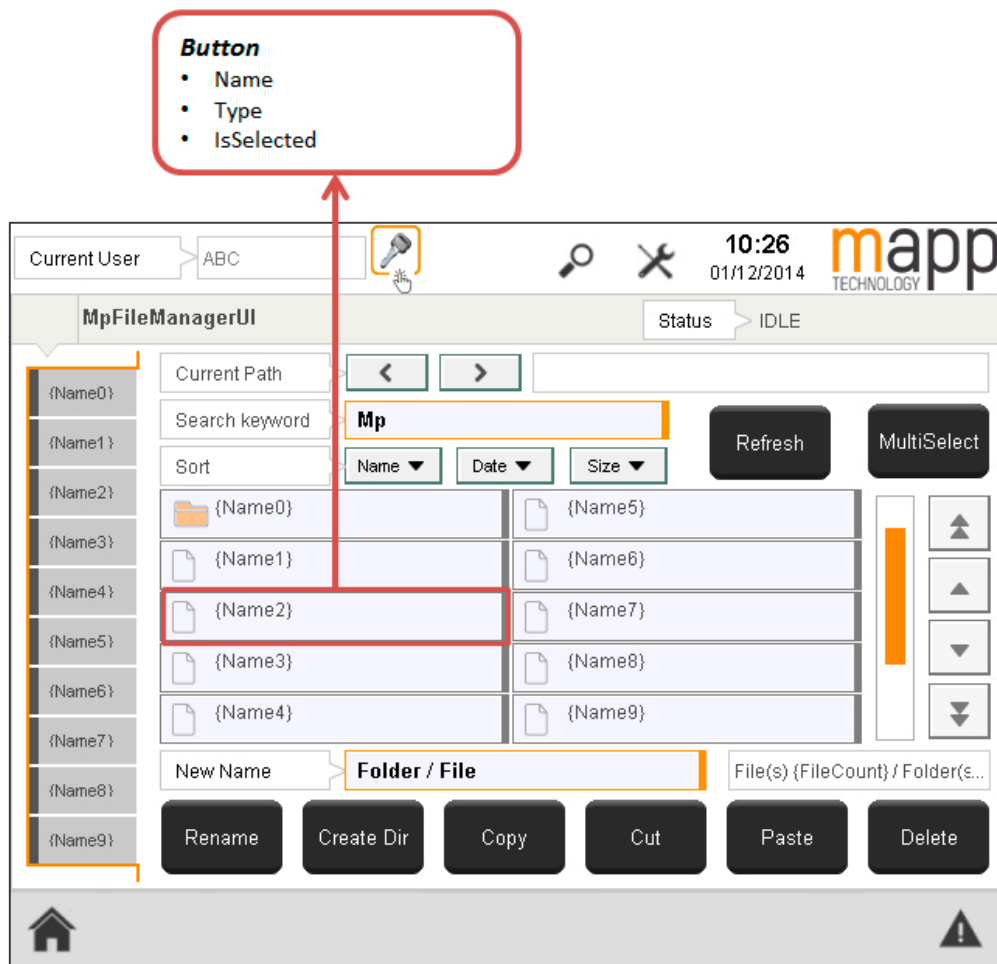 Button
• Name
• Type
• IsSelected
Current User
ABC
10:26
01/12/2014
mapp
TECHNOLOGY
MpFileManagerUI
Status
IDLE
{Name0}
{Name1}
{Name2}
{Name3}
{Name4}
{Name5}
{Name6}
{Name7}
{Name8}
{Name9}
Current Path
Search keyword
Mp
Refresh
MultiSelect
Sort
Name
Date
Size
{Name0}
{Name5}
{Name1}
{Name6}
{Name2}
{Name7}
{Name3}
{Name8}
{Name4}
{Name9}
New Name
Folder / File
File(s) {FileCount} / Folder(s...
Rename
Create Dir
Copy
Cut
Paste
Delete